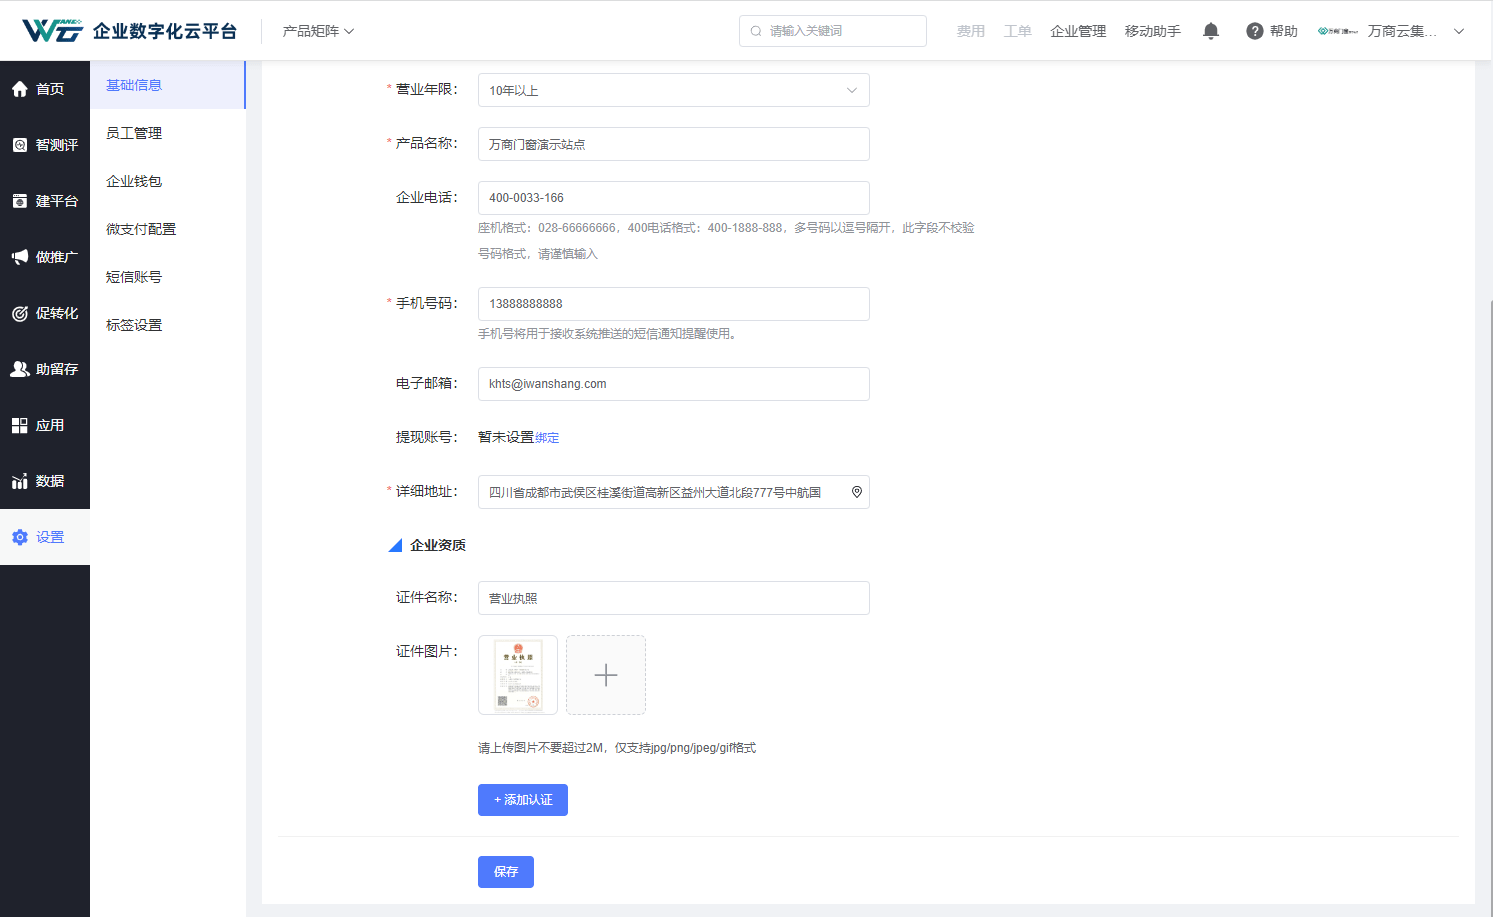 企业数字化云平台
产品矩阵
请输入关键词
费用
工单
企业管理
移动助手
帮助
万商云集...
首页
智测评
建平台
做推广
促转化
助留存
应用
数据
设置
基础信息
员工管理
企业钱包
微支付配置
短信账号
标签设置
* 营业年限：
10年以上
* 产品名称：
万商门窗演示站点
企业电话：
400-0033-166
座机格式：028-66666666，400电话格式：400-1888-888，多号码以逗号隔开，此字段不校验
号码格式，请谨慎输入
* 手机号码：
13888888888
手机号将用于接收系统推送的短信通知提醒使用。
电子邮箱：
khts@iwanshang.com
提现账号：
暂未设置绑定
* 详细地址：
四川省成都市武侯区桂溪街道高新区益州大道北段777号中航国
企业资质
证件名称：
营业执照
证件图片：
营业执照
请上传图片不要超过2M，仅支持jpg/png/jpeg/gif格式
+ 添加认证
保存